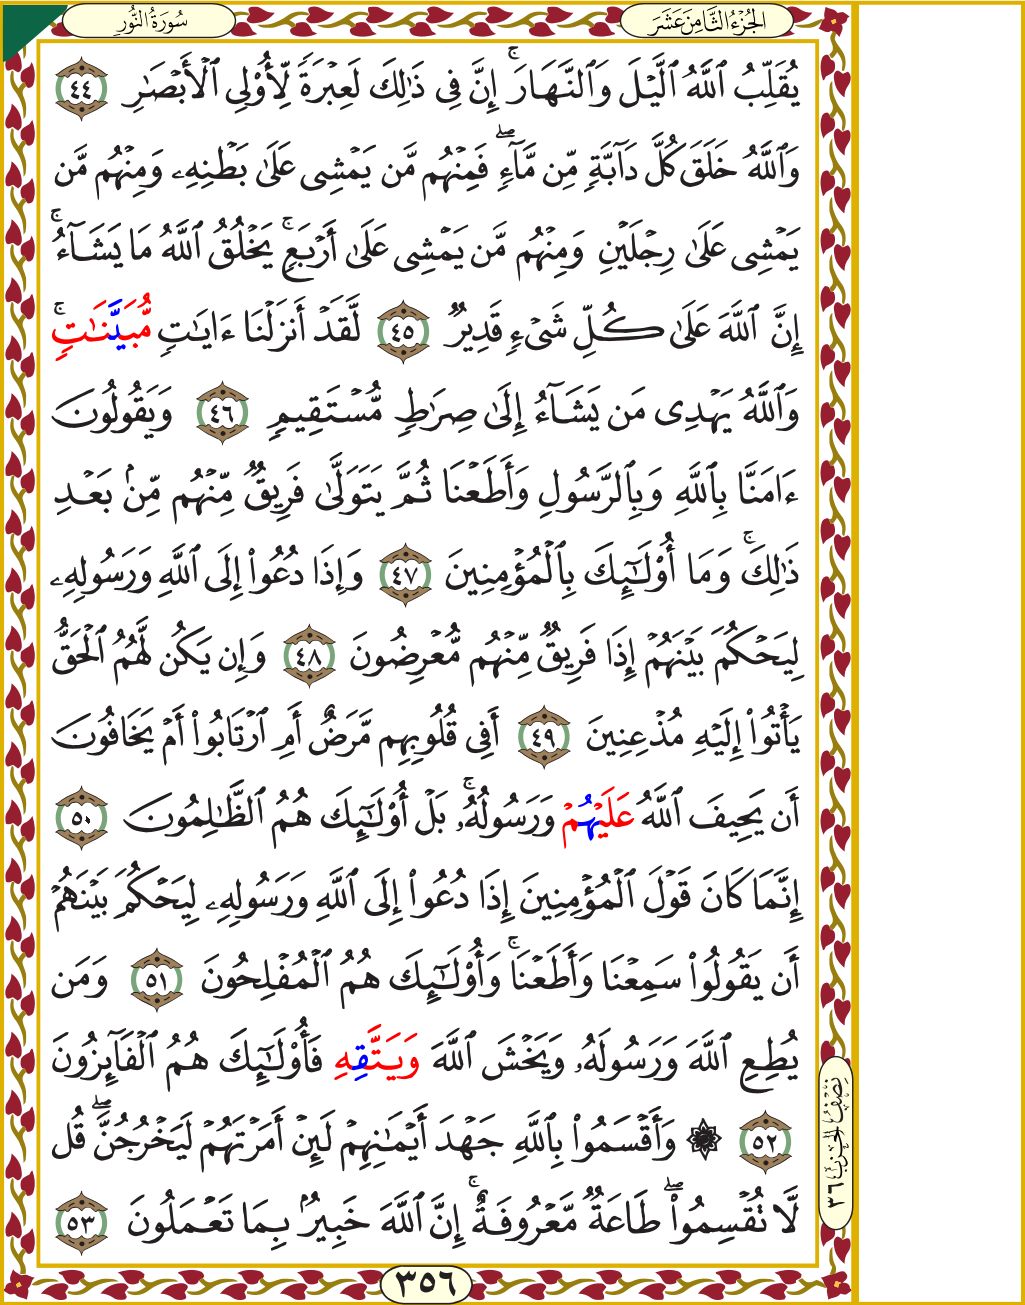 الجُزْءُ الثَّامِنَ عَشَرَ
سُورَةُ النُّورِ
يُقَلِّبُ ٱللَّهُ ٱلَّيۡلَ وَٱلنَّهَارَۚ إِنَّ فِى ذَٰلِكَ لَعِبۡرَةً لِّأُوْلِى ٱلۡأَبۡصَٰرِ ٤٤
وَٱللَّهُ خَلَقَ كُلَّ دَآبَّةٍ مِّن مَّآءٍۖ فَمِنۡهُم مَّن يَمۡشِى عَلَىٰ بَطۡنِهِۦ وَمِنۡهُم مَّن
يَمۡشِى عَلَىٰ رِجۡلَيۡنِ وَمِنۡهُم مَّن يَمۡشِى عَلَىٰٓ أَرۡبَعٍۚ يَخۡلُقُ ٱللَّهُ مَا يَشَآءُۚ
إِنَّ ٱللَّهَ عَلَىٰ كُلِّ شَىۡءٍ قَدِيرٌ ٤٥ لَّقَدۡ أَنزَلۡنَا ءَايَٰتٍ مُّبَيَّنَٰتٍۚ
وَٱللَّهُ يَهۡدِى مَن يَشَآءُ إِلَىٰ صِرَٰطٍ مُّسۡتَقِيمٍ ٤٦ وَيَقُولُونَ
ءَامَنَّا بِٱللَّهِ وَبِٱلرَّسُولِ وَأَطَعۡنَا ثُمَّ يَتَوَلَّىٰ فَرِيقٌ مِّنۡهُم مِّنۢ بَعۡدِ
ذَٰلِكَۚ وَمَآ أُوْلَٰٓئِكَ بِٱلۡمُؤۡمِنِينَ ٤٧ وَإِذَا دُعُوٓاْ إِلَى ٱللَّهِ وَرَسُولِهِۦ
لِيَحۡكُمَ بَيۡنَهُمۡ إِذَا فَرِيقٌ مِّنۡهُم مُّعۡرِضُونَ ٤٨ وَإِن يَكُن لَّهُمُ ٱلۡحَقُّ
يَأۡتُوٓاْ إِلَيۡهِ مُذۡعِنِينَ ٤٩ أَفِى قُلُوبِهِم مَّرَضٌ أَمِ ٱرۡتَابُوٓاْ أَمۡ يَخَافُونَ
أَن يَحِيفَ ٱللَّهُ عَلَيۡهُمۡ وَرَسُولُهُۥۚ بَلۡ أُوْلَٰٓئِكَ هُمُ ٱلظَّٰلِمُونَ ٥٠
إِنَّمَا كَانَ قَوۡلَ ٱلۡمُؤۡمِنِينَ إِذَا دُعُوٓاْ إِلَى ٱللَّهِ وَرَسُولِهِۦ لِيَحۡكُمَ بَيۡنَهُمۡ
أَن يَقُولُواْ سَمِعۡنَا وَأَطَعۡنَاۚ وَأُوْلَٰٓئِكَ هُمُ ٱلۡمُفۡلِحُونَ ٥١ وَمَن
يُطِعِ ٱللَّهَ وَرَسُولَهُۥ وَيَخۡشَ ٱللَّهَ وَيَتَّقِهِ فَأُوْلَٰٓئِكَ هُمُ ٱلۡفَآئِزُونَ
٥٢ ۞ وَأَقۡسَمُواْ بِٱللَّهِ جَهۡدَ أَيۡمَٰنِهِمۡ لَئِنۡ أَمَرۡتَهُمۡ لَيَخۡرُجُنَّۖ قُل
لَّا تُقۡسِمُواْۖ طَاعَةٌ مَّعۡرُوفَةٌۚ إِنَّ ٱللَّهَ خَبِيرُۢ بِمَا تَعۡمَلُونَ ٥٣
نِصۡفُ الحِزۡبِ ٣٦
٣٥٦